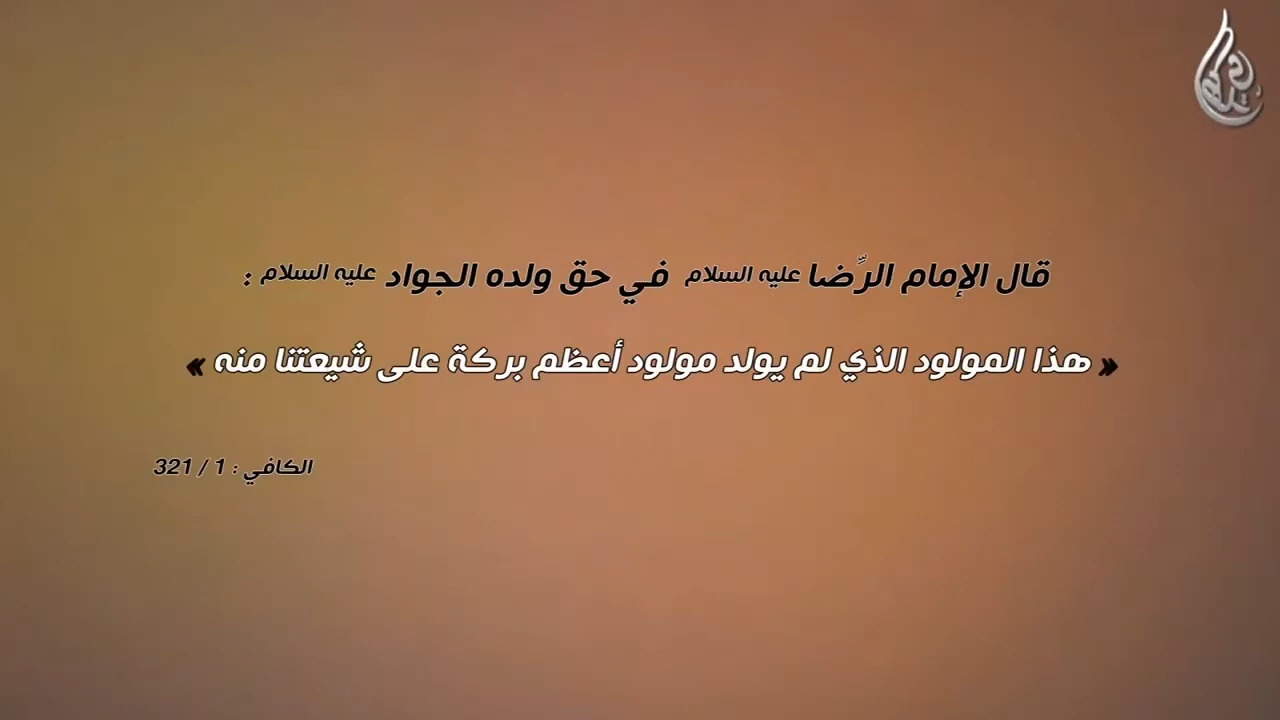 قال الإمام الرِّضا عليه السلام في حق ولده الجواد عليه السلام :
« هذا المولود الذي لم يولد مولود أعظم بركة على شيعتنا منه »
الكافي : 1 / 321